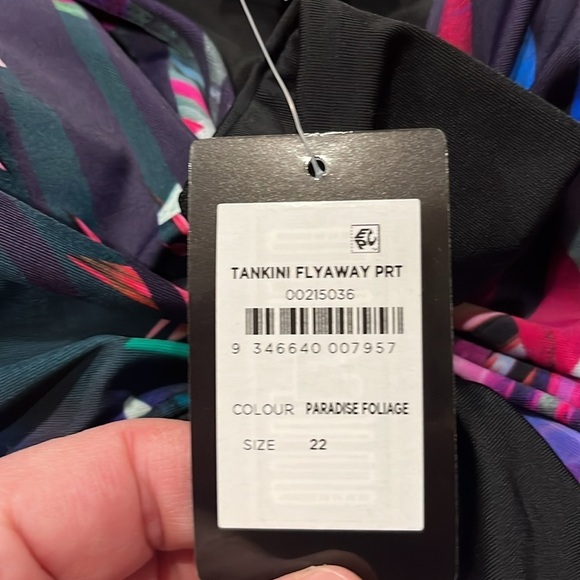 TANKINI FLYAWAY PRT
00215036
9 346640 007957
COLOUR PARADISE FOLIAGE
SIZE 22